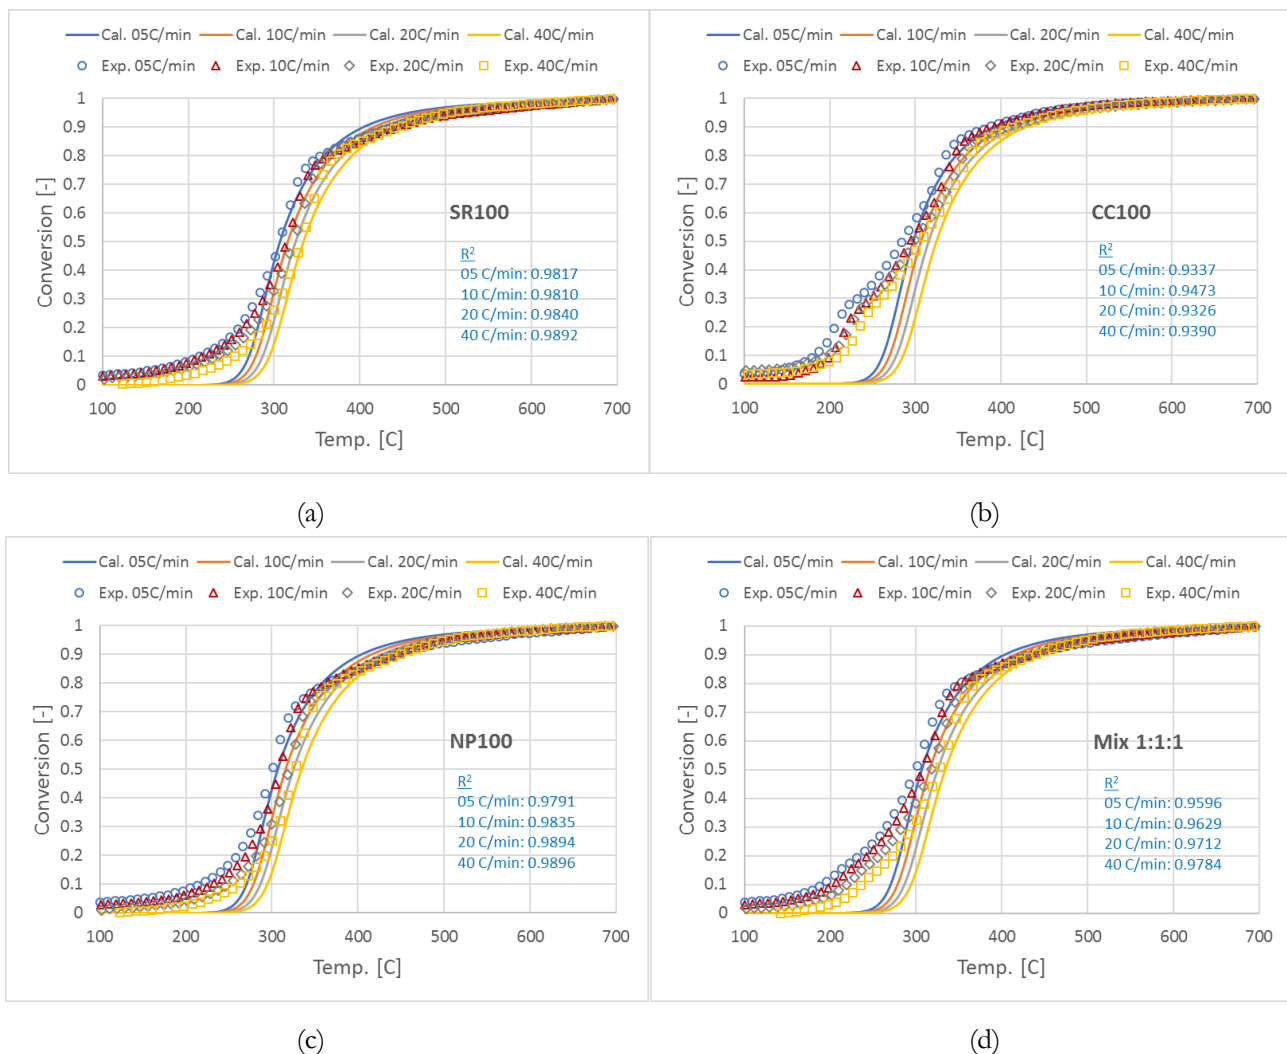 Cal. 05C/min Cal. 10C/min Cal. 20C/min Cal. 40C/min
Exp. 05C/min Exp. 10C/min Exp. 20C/min Exp. 40C/min
1
0.9
0.8
0.7
0.6
0.5
0.4
0.3
0.2
0.1
0
Conversion [-]
SR100
R²
05 C/min: 0.9817
10 C/min: 0.9810
20 C/min: 0.9840
40 C/min: 0.9892
100 200 300 400 500 600 700
Temp. [C]
(a)
Cal. 05C/min Cal. 10C/min Cal. 20C/min Cal. 40C/min
Exp. 05C/min Exp. 10C/min Exp. 20C/min Exp. 40C/min
1
0.9
0.8
0.7
0.6
0.5
0.4
0.3
0.2
0.1
0
Conversion [-]
CC100
R²
05 C/min: 0.9337
10 C/min: 0.9473
20 C/min: 0.9326
40 C/min: 0.9390
100 200 300 400 500 600 700
Temp. [C]
(b)
Cal. 05C/min Cal. 10C/min Cal. 20C/min Cal. 40C/min
Exp. 05C/min Exp. 10C/min Exp. 20C/min Exp. 40C/min
1
0.9
0.8
0.7
0.6
0.5
0.4
0.3
0.2
0.1
0
Conversion [-]
NP100
R²
05 C/min: 0.9791
10 C/min: 0.9835
20 C/min: 0.9894
40 C/min: 0.9896
100 200 300 400 500 600 700
Temp. [C]
(c)
Cal. 05C/min Cal. 10C/min Cal. 20C/min Cal. 40C/min
Exp. 05C/min Exp. 10C/min Exp. 20C/min Exp. 40C/min
1
0.9
0.8
0.7
0.6
0.5
0.4
0.3
0.2
0.1
0
Conversion [-]
Mix 1:1:1
R²
05 C/min: 0.9596
10 C/min: 0.9629
20 C/min: 0.9712
40 C/min: 0.9784
100 200 300 400 500 600 700
Temp. [C]
(d)